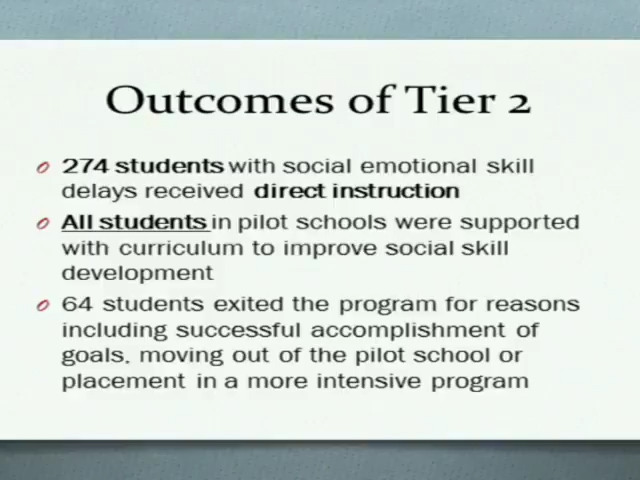 Outcomes of Tier 2
274 students with social emotional skill
delays received direct instruction
All students in pilot schools were supported
with curriculum to improve social skill
development
64 students exited the program for reasons
including successful accomplishment of
goals, moving out of the pilot school or
placement in a more intensive program